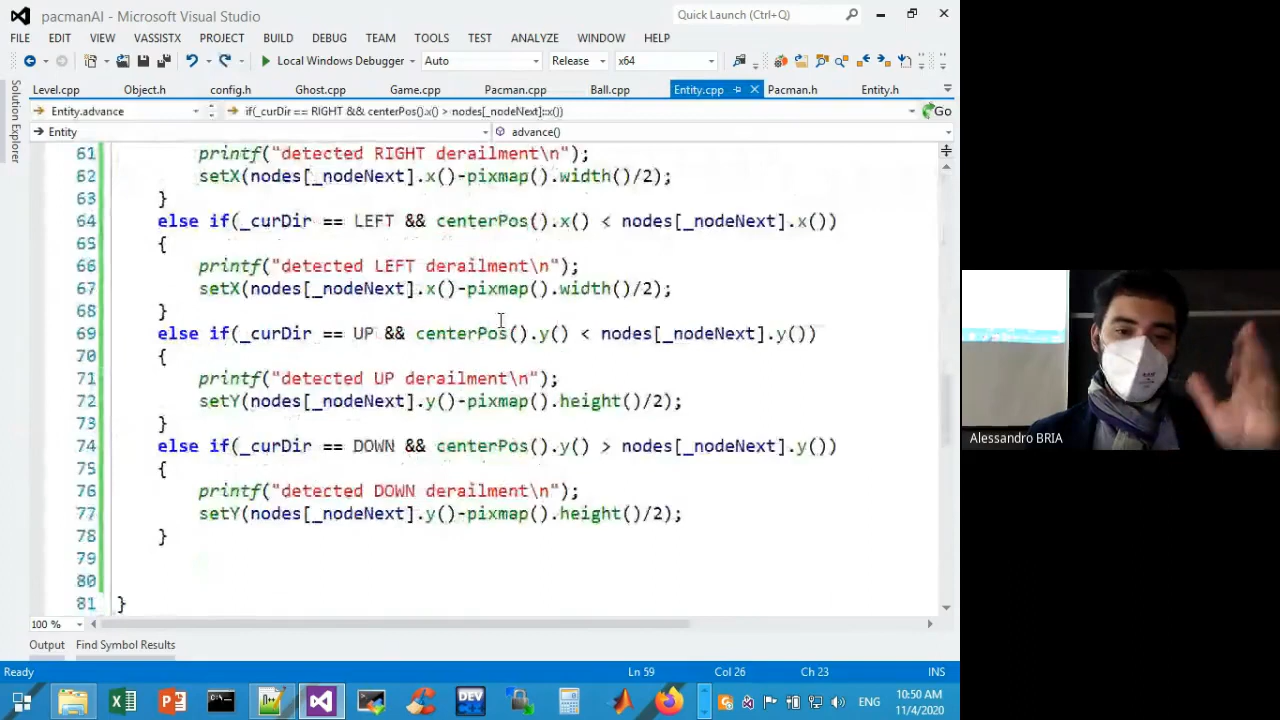 pacmanAI - Microsoft Visual Studio
Quick Launch (Ctrl+Q)
FILE EDIT VIEW VASSISTX PROJECT BUILD DEBUG TEAM TOOLS TEST ANALYZE WINDOW HELP
Local Windows Debugger Auto Release x64
Level.cpp Object.h config.h Ghost.cpp Game.cpp Pacman.cpp Ball.cpp Entity.cpp Pacman.h Entity.h
Solution Explorer
Entity.advance if(_curDir == RIGHT && centerPos().x() > nodes[_nodeNext].x()) Go
Entity advance()
61 printf("detected RIGHT derailment\n");
62 setX(nodes[_nodeNext].x()-pixmap().width()/2);
63 }
64 else if(_curDir == LEFT && centerPos().x() < nodes[_nodeNext].x())
65 {
66 printf("detected LEFT derailment\n");
67 setX(nodes[_nodeNext].x()-pixmap().width()/2);
68 }
69 else if(_curDir == UP && centerPos().y() < nodes[_nodeNext].y())
70 {
71 printf("detected UP derailment\n");
72 setY(nodes[_nodeNext].y()-pixmap().height()/2);
73 }
74 else if(_curDir == DOWN && centerPos().y() > nodes[_nodeNext].y())
75 {
76 printf("detected DOWN derailment\n");
77 setY(nodes[_nodeNext].y()-pixmap().height()/2);
78 }
79
80
81 }
100 %
Output Find Symbol Results
Ready Ln 59 Col 26 Ch 23 INS
DEV
ENG
10:50 AM
11/4/2020
Alessandro BRIA